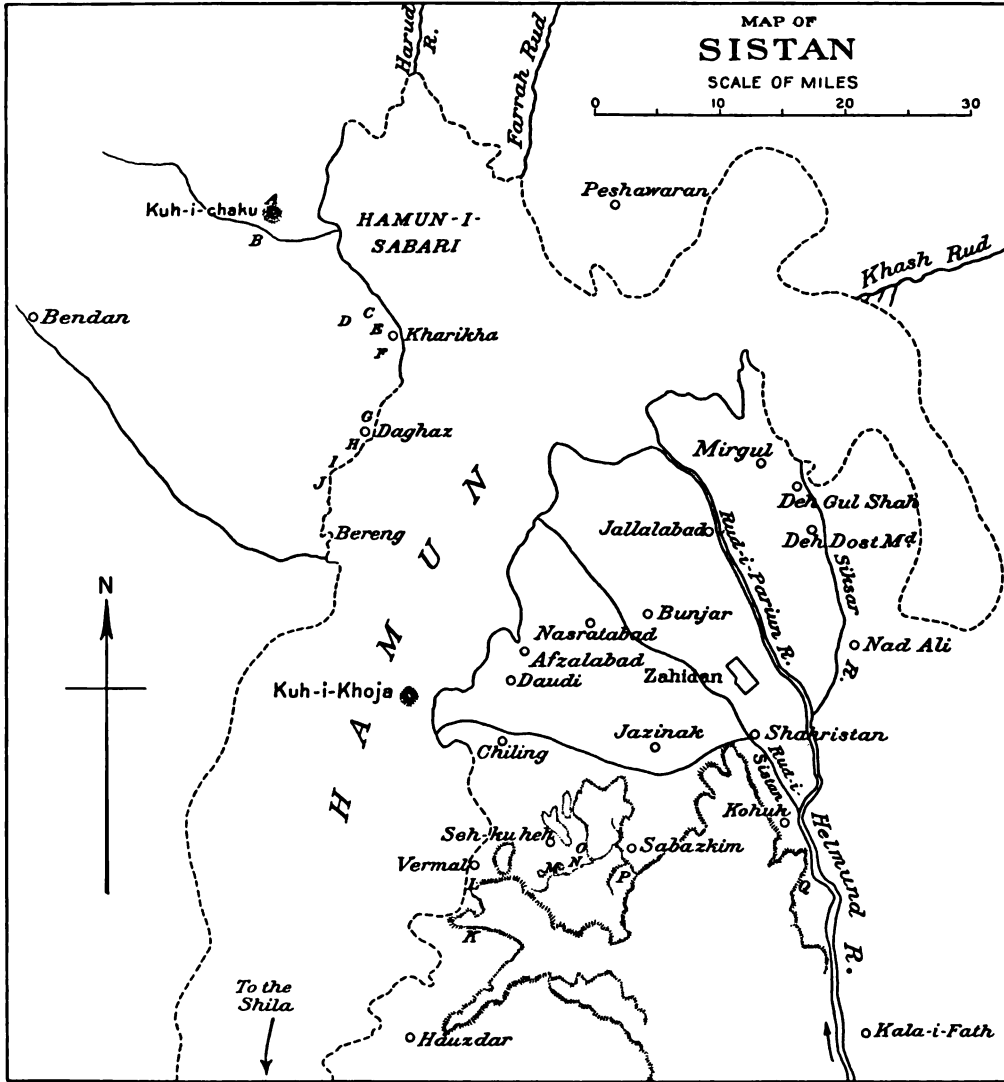 MAP OF
SISTAN
SCALE OF MILES
0 10 20 30
Harud
R.
Farrah Rud
Peshawaran
A
Kuh-i-chaku
B
HAMUN-I-
SABARI
Khash Rud
Bendan
C
D
E
Kharikha
F
G
Daghaz
H
I
J
Mirgul
Deh Gul Shah
Bereng
Jallalabad
Rud-i-Pariun R.
Deh Dost Md
Siksar
R.
N
Bunjar
Nasratabad
Nad Ali
Afzalabad
Zahidan
Daudi
Kuh-i-Khoja
HAMUN
Chiling
Jazinak
Shahristan
Rud-i-
Sistan
Kohuk
Helmund R.
Seh-kuheh
O
N
M
Sabazkim
Vermal
L
P
Q
K
To the
Shila
Hauzdar
Kala-i-Fath